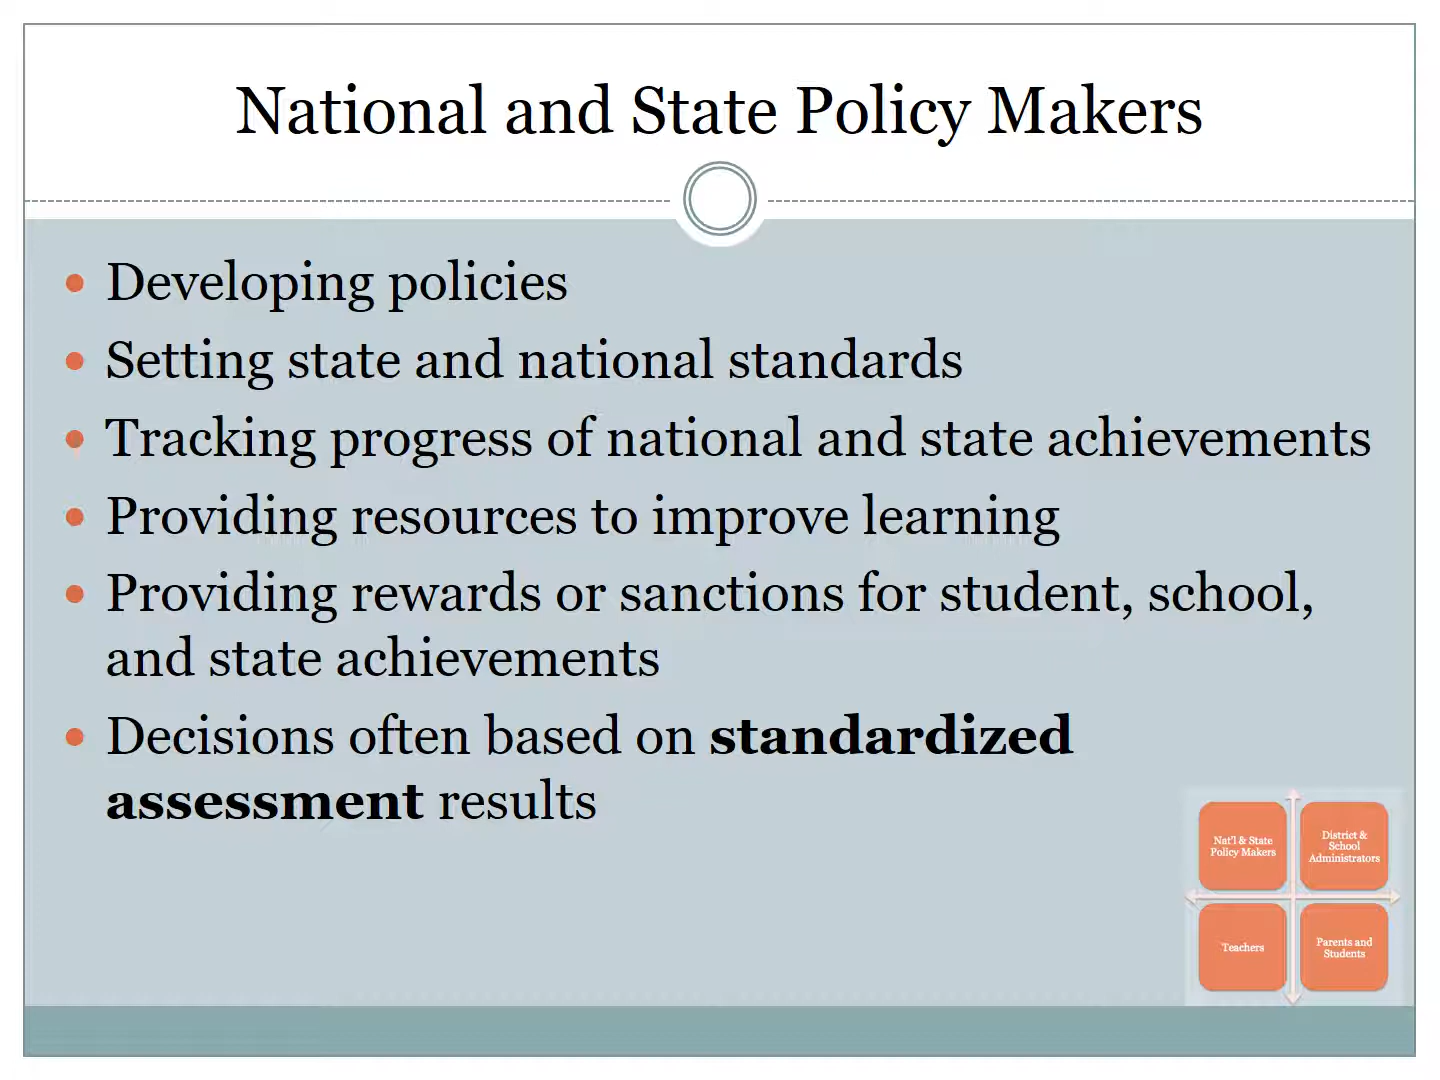 National and State Policy Makers
Developing policies
Setting state and national standards
Tracking progress of national and state achievements
Providing resources to improve learning
Providing rewards or sanctions for student, school,
and state achievements
Decisions often based on standardized
assessment results
Nat'l & State
Policy Makers
District &
School
Administrators
Teachers
Parents and
Students